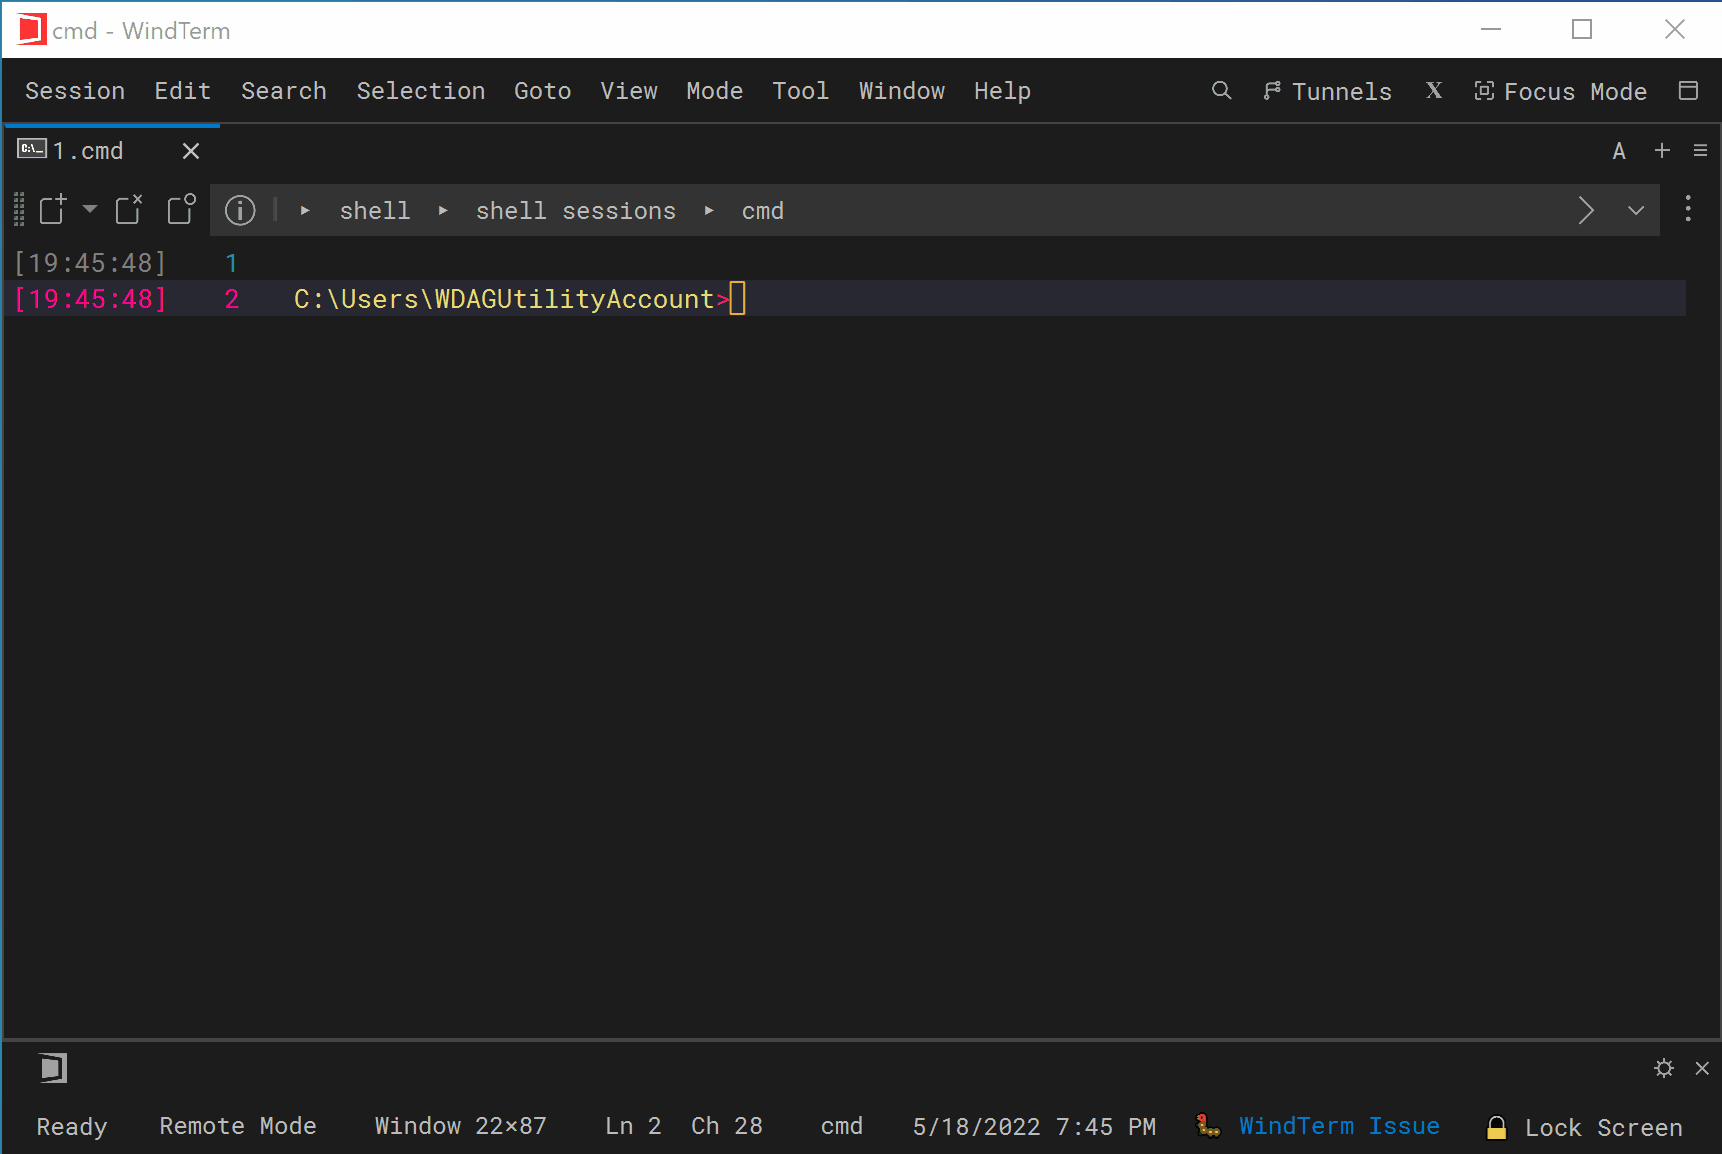 cmd - WindTerm
Session Edit Search Selection Goto View Mode Tool Window Help Tunnels X Focus Mode
C:\_ 1.cmd A
shell shell sessions cmd
[19:45:48] 1
[19:45:48] 2 C:\Users\WDAGUtilityAccount>
Ready Remote Mode Window 22×87 Ln 2 Ch 28 cmd 5/18/2022 7:45 PM WindTerm Issue Lock Screen